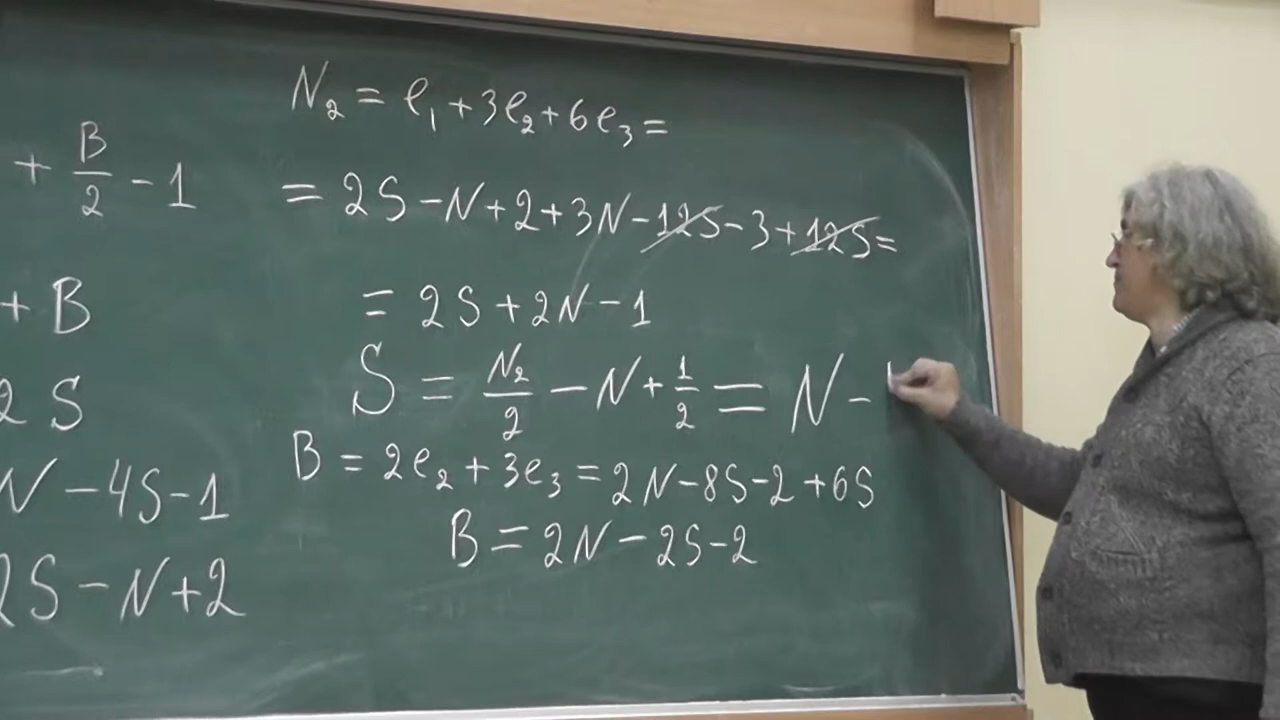 + B/2 - 1
+ B
2S
N - 4S - 1
2S - N + 2
N₂ = e₁ + 3e₂ + 6e₃ =
= 2S - N + 2 + 3N - 12S - 3 + 12S =
= 2S + 2N - 1
S = N₂/2 - N + 1/2 = N -
B = 2e₂ + 3e₃ = 2N - 8S - 2 + 6S
B = 2N - 2S - 2